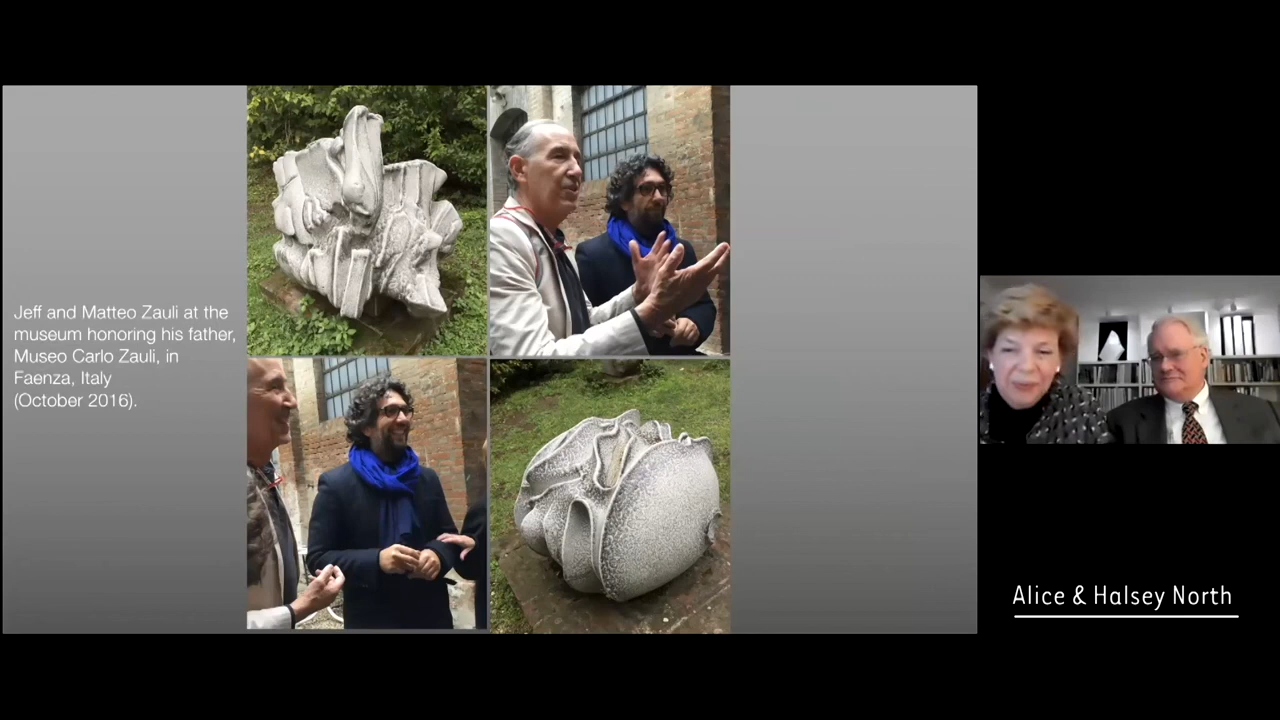 Jeff and Matteo Zauli at the
museum honoring his father,
Museo Carlo Zauli, in
Faenza, Italy
(October 2016).
Alice & Halsey North